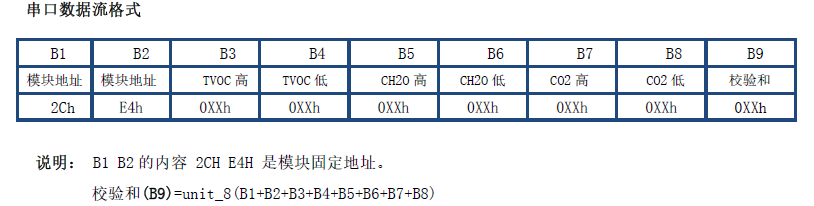 串口数据流格式
B1 B2 B3 B4 B5 B6 B7 B8 B9
模块地址 模块地址 TVOC 高 TVOC 低 CH2O 高 CH2O 低 CO2 高 CO2 低 校验和
2Ch E4h 0XXh 0XXh 0XXh 0XXh 0XXh 0XXh 0XXh
说明： B1 B2的内容 2CH E4H 是模块固定地址。
校验和(B9)=unit_8(B1+B2+B3+B4+B5+B6+B7+B8)